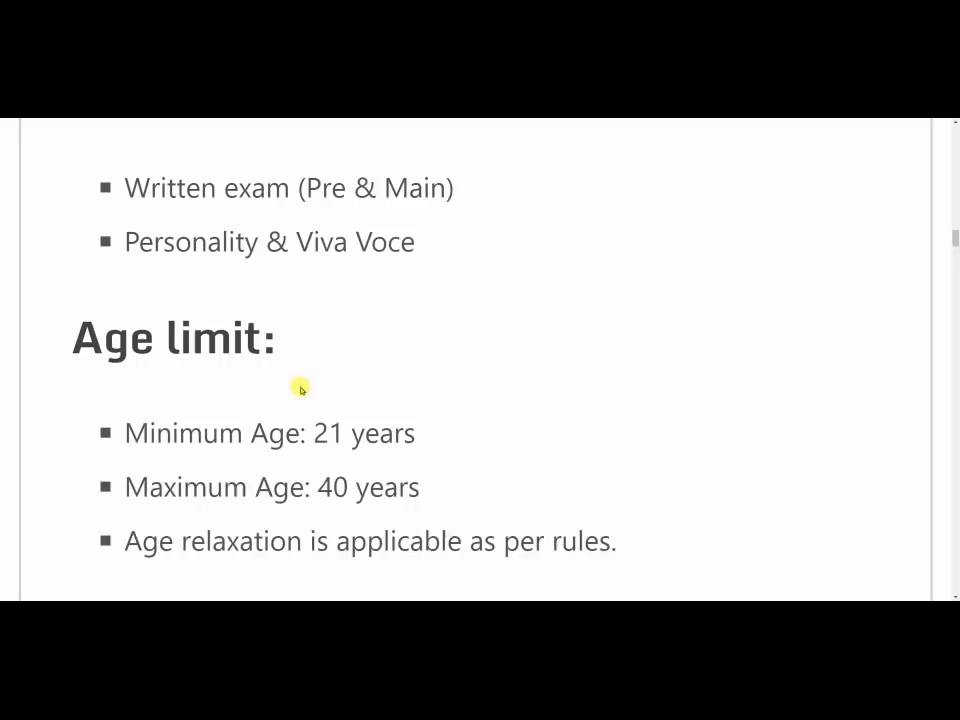 Written exam (Pre & Main)
Personality & Viva Voce
Age limit:
Minimum Age: 21 years
Maximum Age: 40 years
Age relaxation is applicable as per rules.